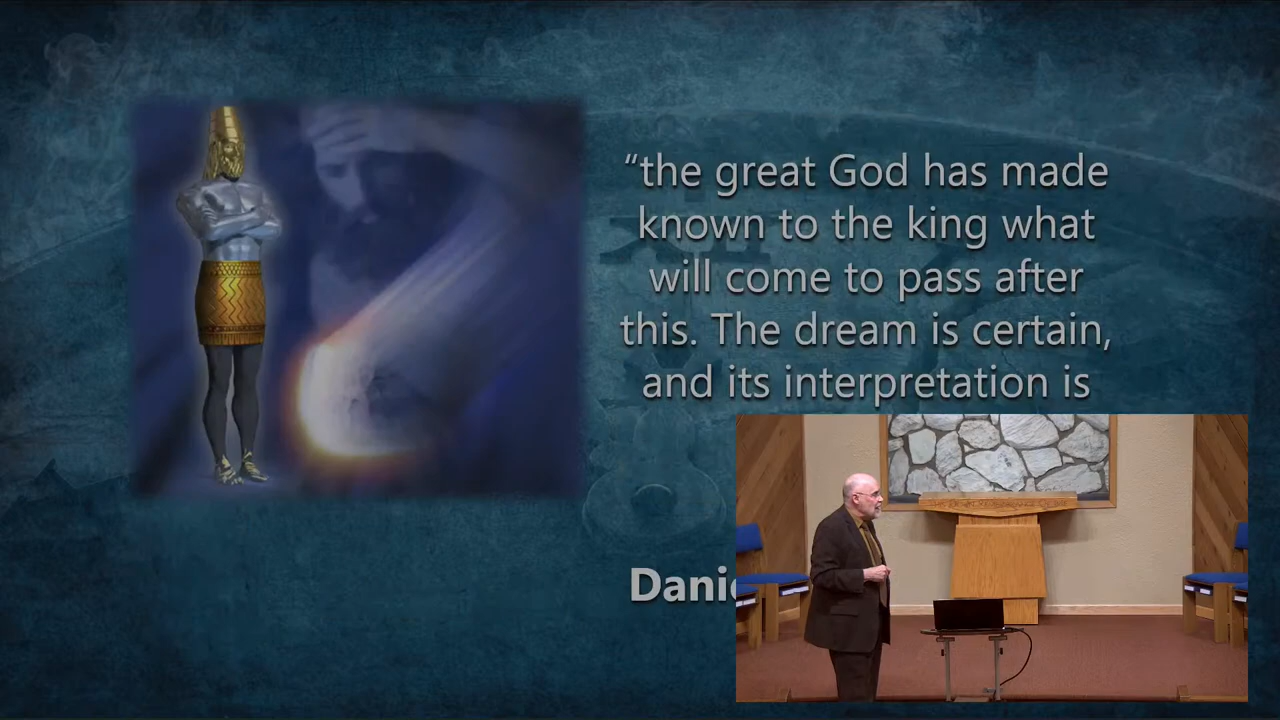 “the great God has made
known to the king what
will come to pass after
this. The dream is certain,
and its interpretation is